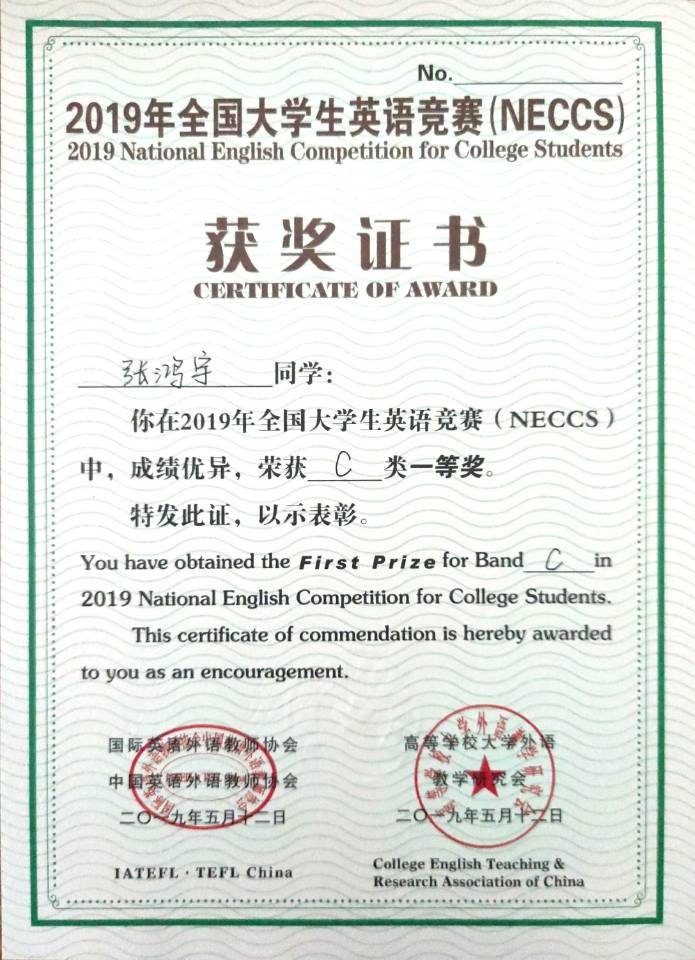 No.
2019年全国大学生英语竞赛(NECCS)
2019 National English Competition for College Students
获奖证书
CERTIFICATE OF AWARD
张鸿宇同学:
你在2019年全国大学生英语竞赛(NECCS)
中,成绩优异,荣获 C 类一等奖。
特发此证,以示表彰。
You have obtained the First Prize for Band C in
2019 National English Competition for College Students.
This certificate of commendation is hereby awarded
to you as an encouragement.
国际英语外语教师协会
中国英语外语教师协会
二〇一九年五月十二日
IATEFL · TEFL China
高等学校大学外语
教学研究会
二〇一九年五月十二日
College English Teaching &
Research Association of China